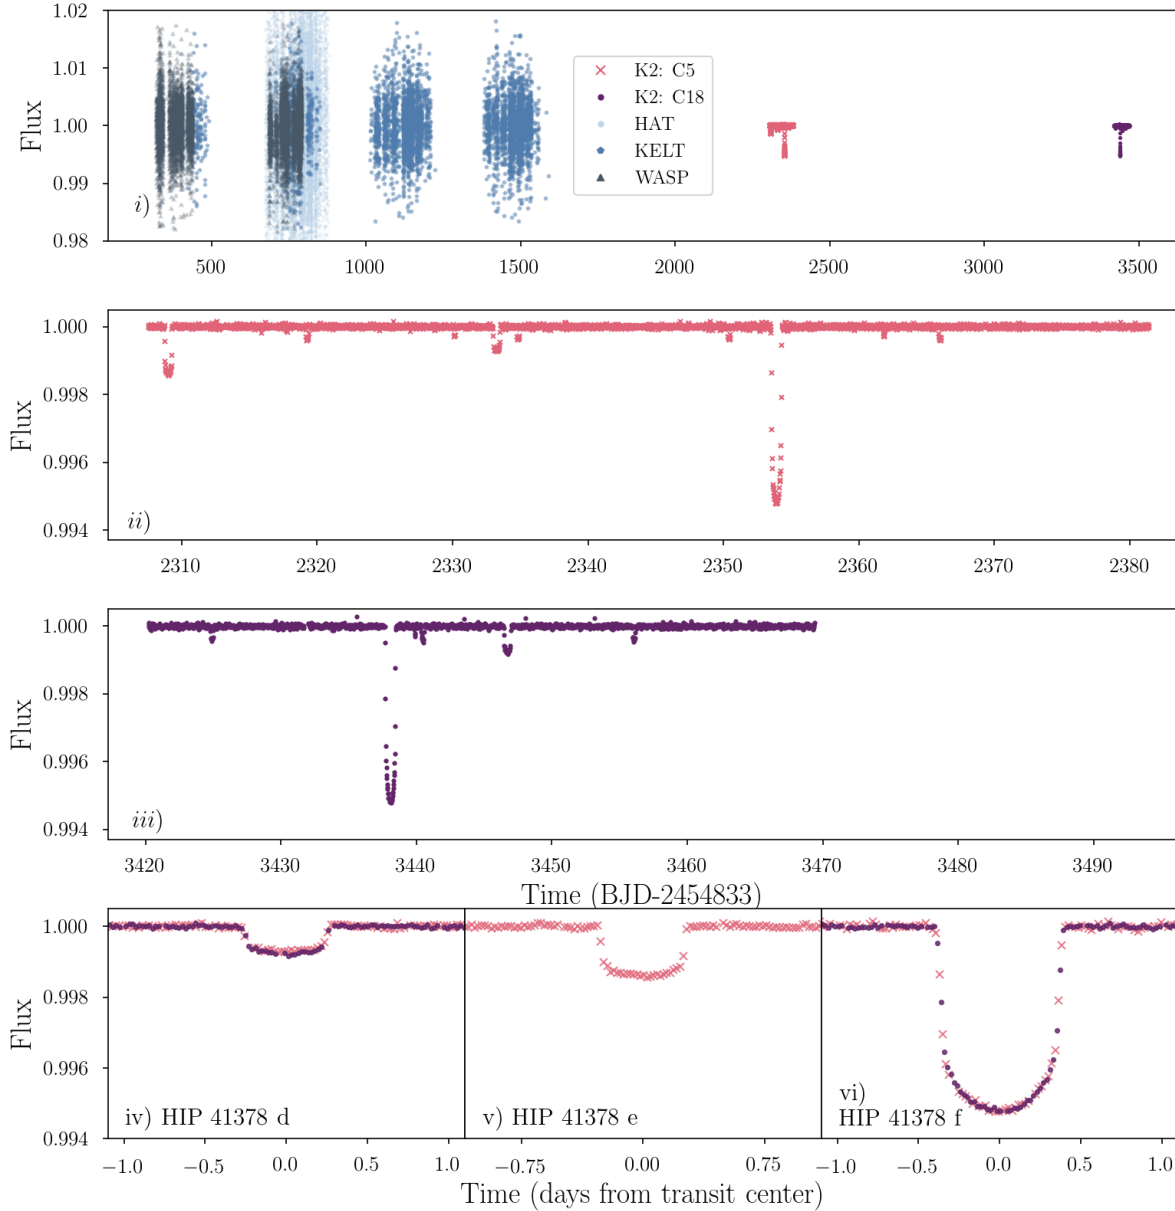 1.02
1.01
1.00
0.99
0.98
Flux
K2: C5
K2: C18
HAT
KELT
WASP
i)
500 1000 1500 2000 2500 3000 3500
1.000
0.998
0.996
0.994
Flux
ii)
2310 2320 2330 2340 2350 2360 2370 2380
1.000
0.998
0.996
0.994
Flux
iii)
3420 3430 3440 3450 3460 3470 3480 3490
Time (BJD-2454833)
1.000
0.998
0.996
0.994
Flux
iv) HIP 41378 d
v) HIP 41378 e
vi)
HIP 41378 f
−1.0 −0.5 0.0 0.5 1.0 −0.75 0.00 0.75 −1.0 −0.5 0.0 0.5 1.0
Time (days from transit center)